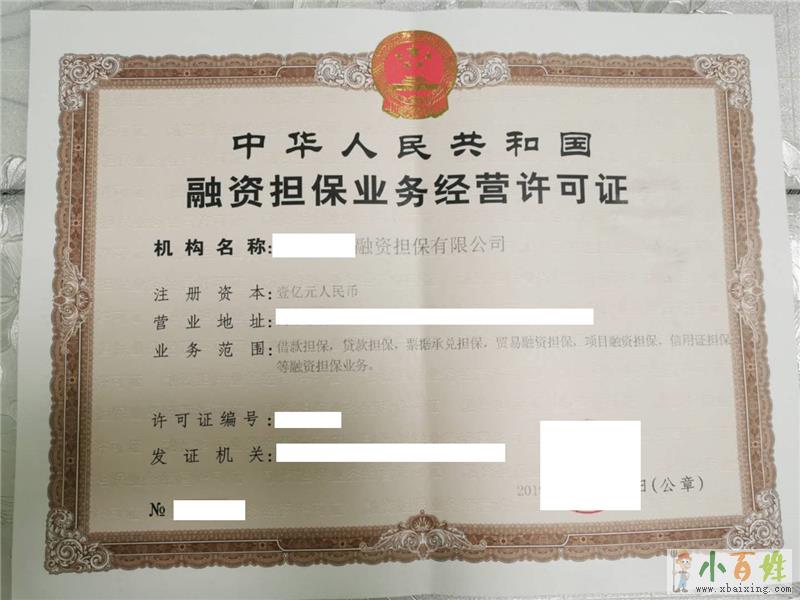 中华人民共和国
融资担保业务经营许可证
机构名称: 融资担保有限公司
注册资本: 壹亿元人民币
营业地址:
业务范围: 借款担保，贷款担保，票据承兑担保，贸易融资担保，项目融资担保，信用证担保
等融资担保业务。
许可证编号:
发证机关:
201 日(公章)
№
小百姓
www.xbaixing.com